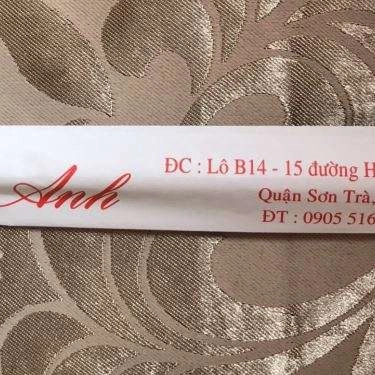 Anh
ĐC : Lô B14 - 15 đường H
Quận Sơn Trà,
ĐT : 0905 516